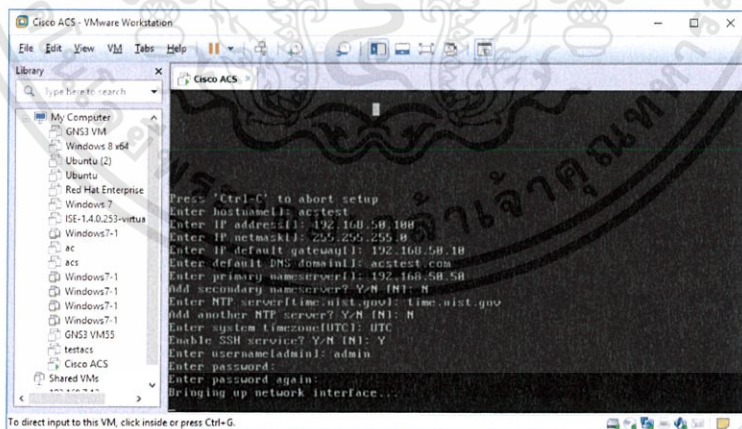 Cisco ACS - VMware Workstation
File Edit View VM Tabs Help
Library
Type here to search
My Computer
GNS3 VM
Windows 8 x64
Ubuntu (2)
Ubuntu
Red Hat Enterprise
Windows 7
ISE-1.4.0.253-virtua
Windows7-1
ac
acs
Windows7-1
Windows7-1
Windows7-1
Windows7-1
GNS3 VM55
testacs
Cisco ACS
Shared VMs
Cisco ACS
Press 'Ctrl-C' to abort setup
Enter hostname[]: acstest
Enter IP address[]: 192.168.50.100
Enter IP netmask[]: 255.255.255.0
Enter IP default gateway[]: 192.168.50.10
Enter default DNS domain[]: acstest.com
Enter primary nameserver[]: 192.168.50.50
Add secondary nameserver? Y/N [N]: N
Enter NTP server[time.nist.gov]: time.nist.gov
Add another NTP server? Y/N [N]: N
Enter system timezone[UTC]: UTC
Enable SSH service? Y/N [N]: Y
Enter username[admin]: admin
Enter password:
Enter password again:
Bringing up network interface...
To direct input to this VM, click inside or press Ctrl+G.